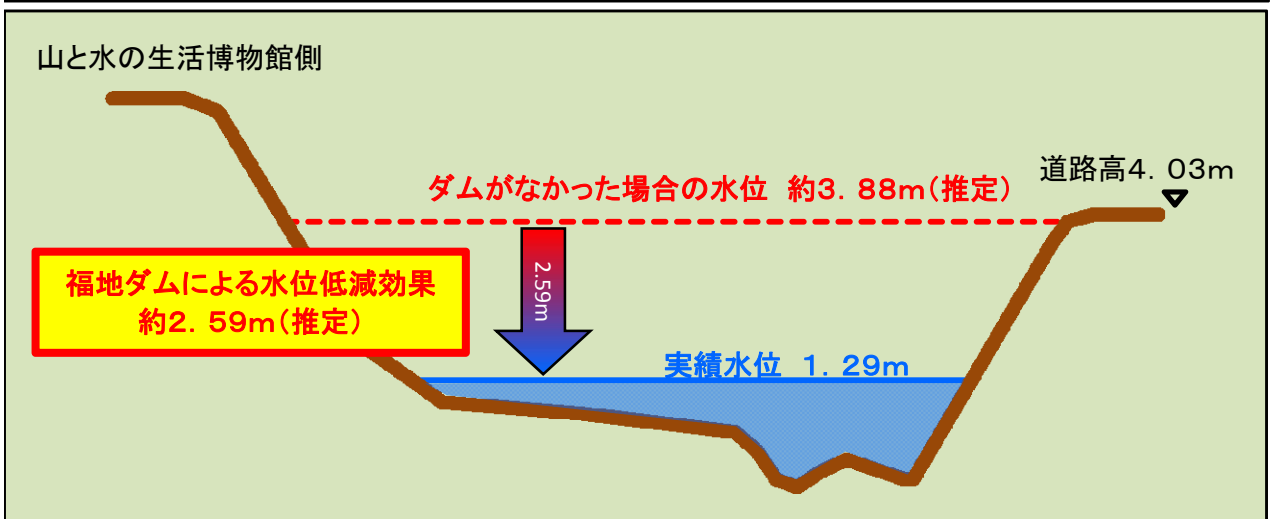 山と水の生活博物館側
道路高4．03m
ダムがなかった場合の水位　約3．88m（推定）
福地ダムによる水位低減効果
約2．59m（推定）
2.59m
実績水位　1．29m